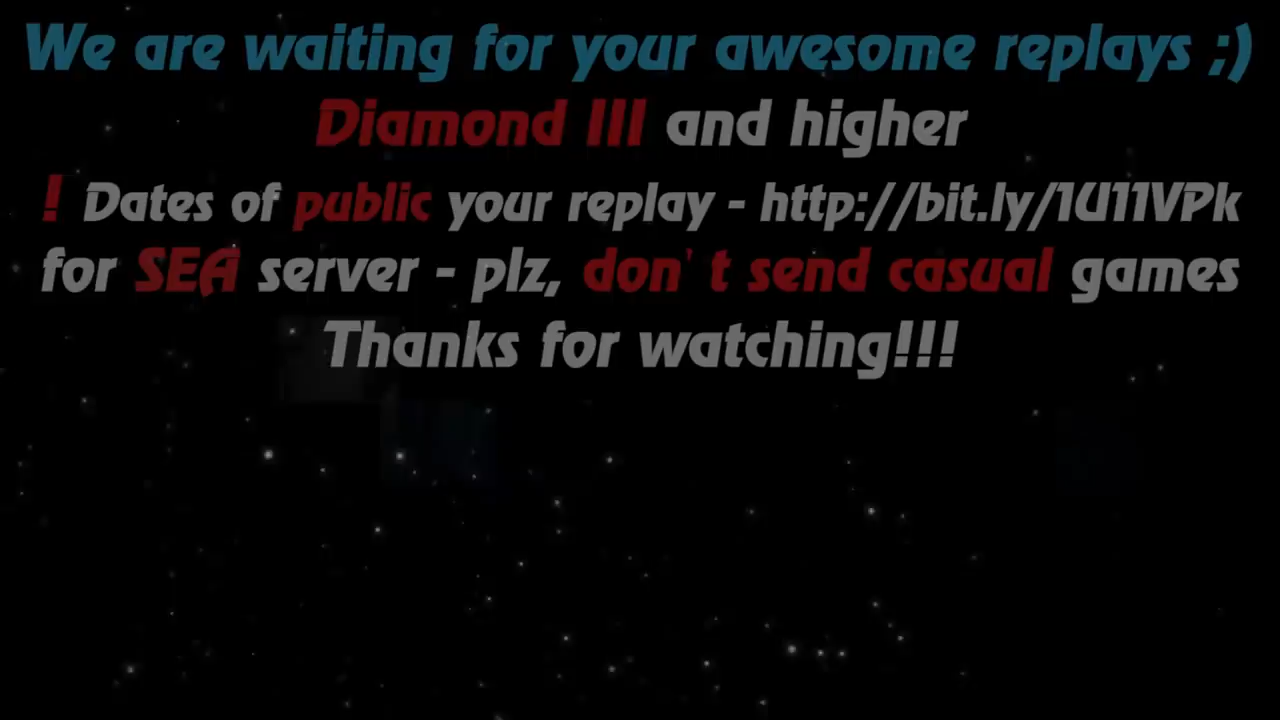 We are waiting for your awesome replays ;)
Diamond III and higher
! Dates of public your replay - http://bit.ly/1U11VPk
for SEA server - plz, don't send casual games
Thanks for watching!!!